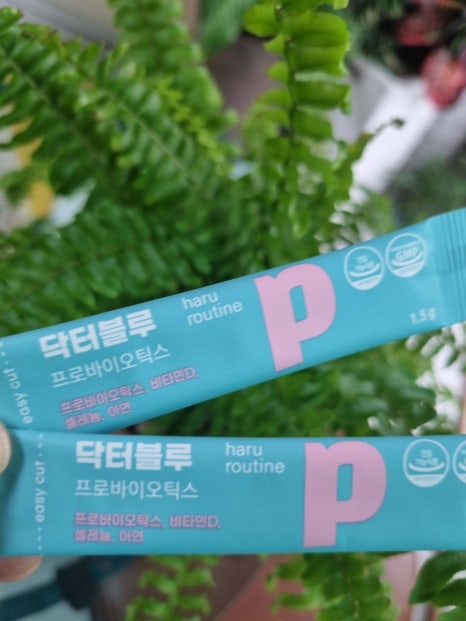 닥터블루
프로바이오틱스
프로바이오틱스, 비타민D,
셀레늄, 아연
haru
routine
p
GMP
1.5g
easy cut
닥터블루
프로바이오틱스
프로바이오틱스, 비타민D,
셀레늄, 아연
haru
routine
p
easy cut